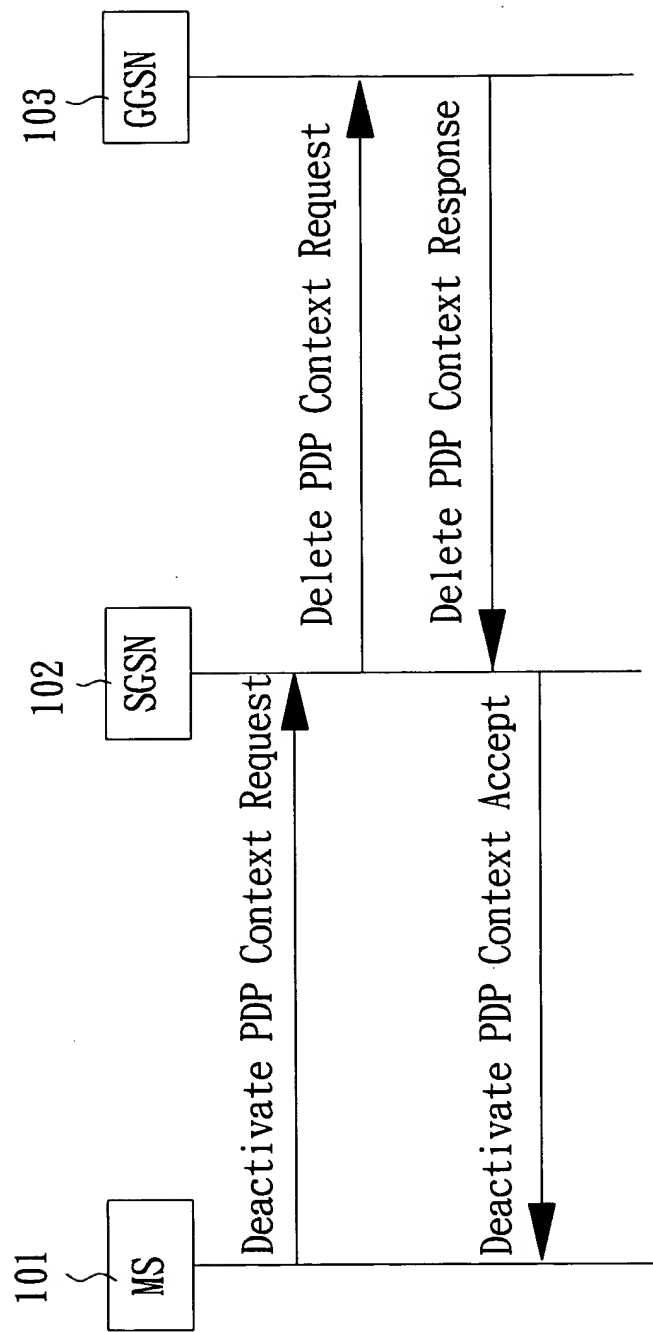 101
102
103
MS
SGSN
GGSN
Deactivate PDP Context Request
Delete PDP Context Request
Delete PDP Context Response
Deactivate PDP Context Accept